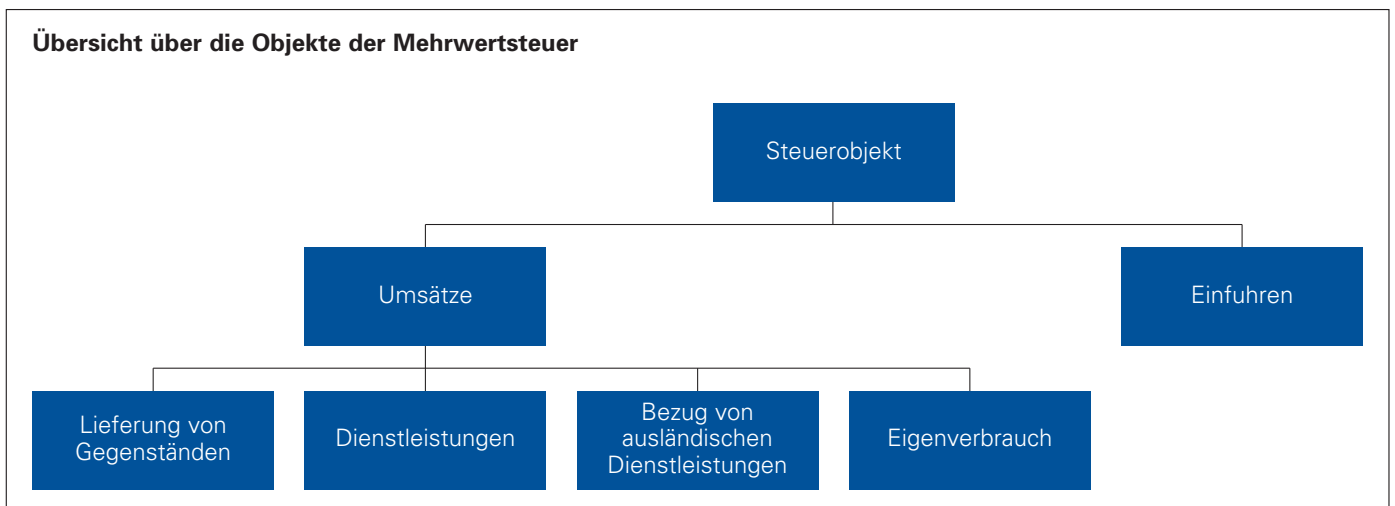 Übersicht über die Objekte der Mehrwertsteuer
Steuerobjekt
Umsätze
Einfuhren
Lieferung von
Gegenständen
Dienstleistungen
Bezug von
ausländischen
Dienstleistungen
Eigenverbrauch